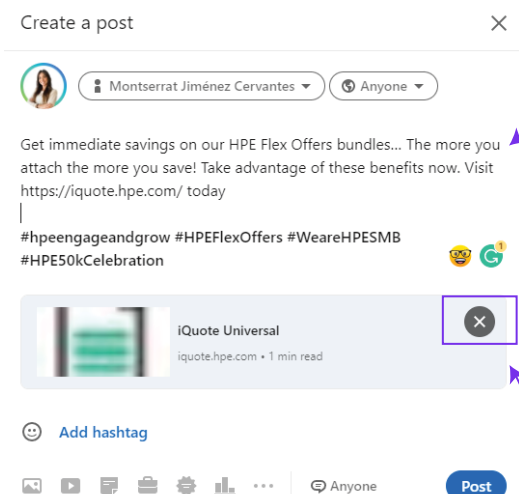 Create a post
Montserrat Jiménez Cervantes
Anyone
Get immediate savings on our HPE Flex Offers bundles... The more you
attach the more you save! Take advantage of these benefits now. Visit
https://iquote.hpe.com/ today
#hpeengageandgrow #HPEFlexOffers #WeareHPESMB
#HPE50kCelebration
1
iQuote Universal
iquote.hpe.com • 1 min read
Add hashtag
Anyone
Post